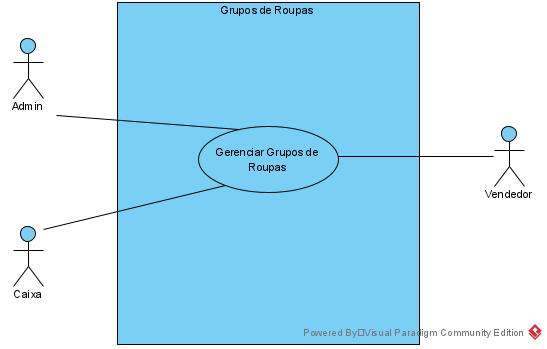 Grupos de Roupas
Admin
Gerenciar Grupos de
Roupas
Vendedor
Caixa
Powered By Visual Paradigm Community Edition